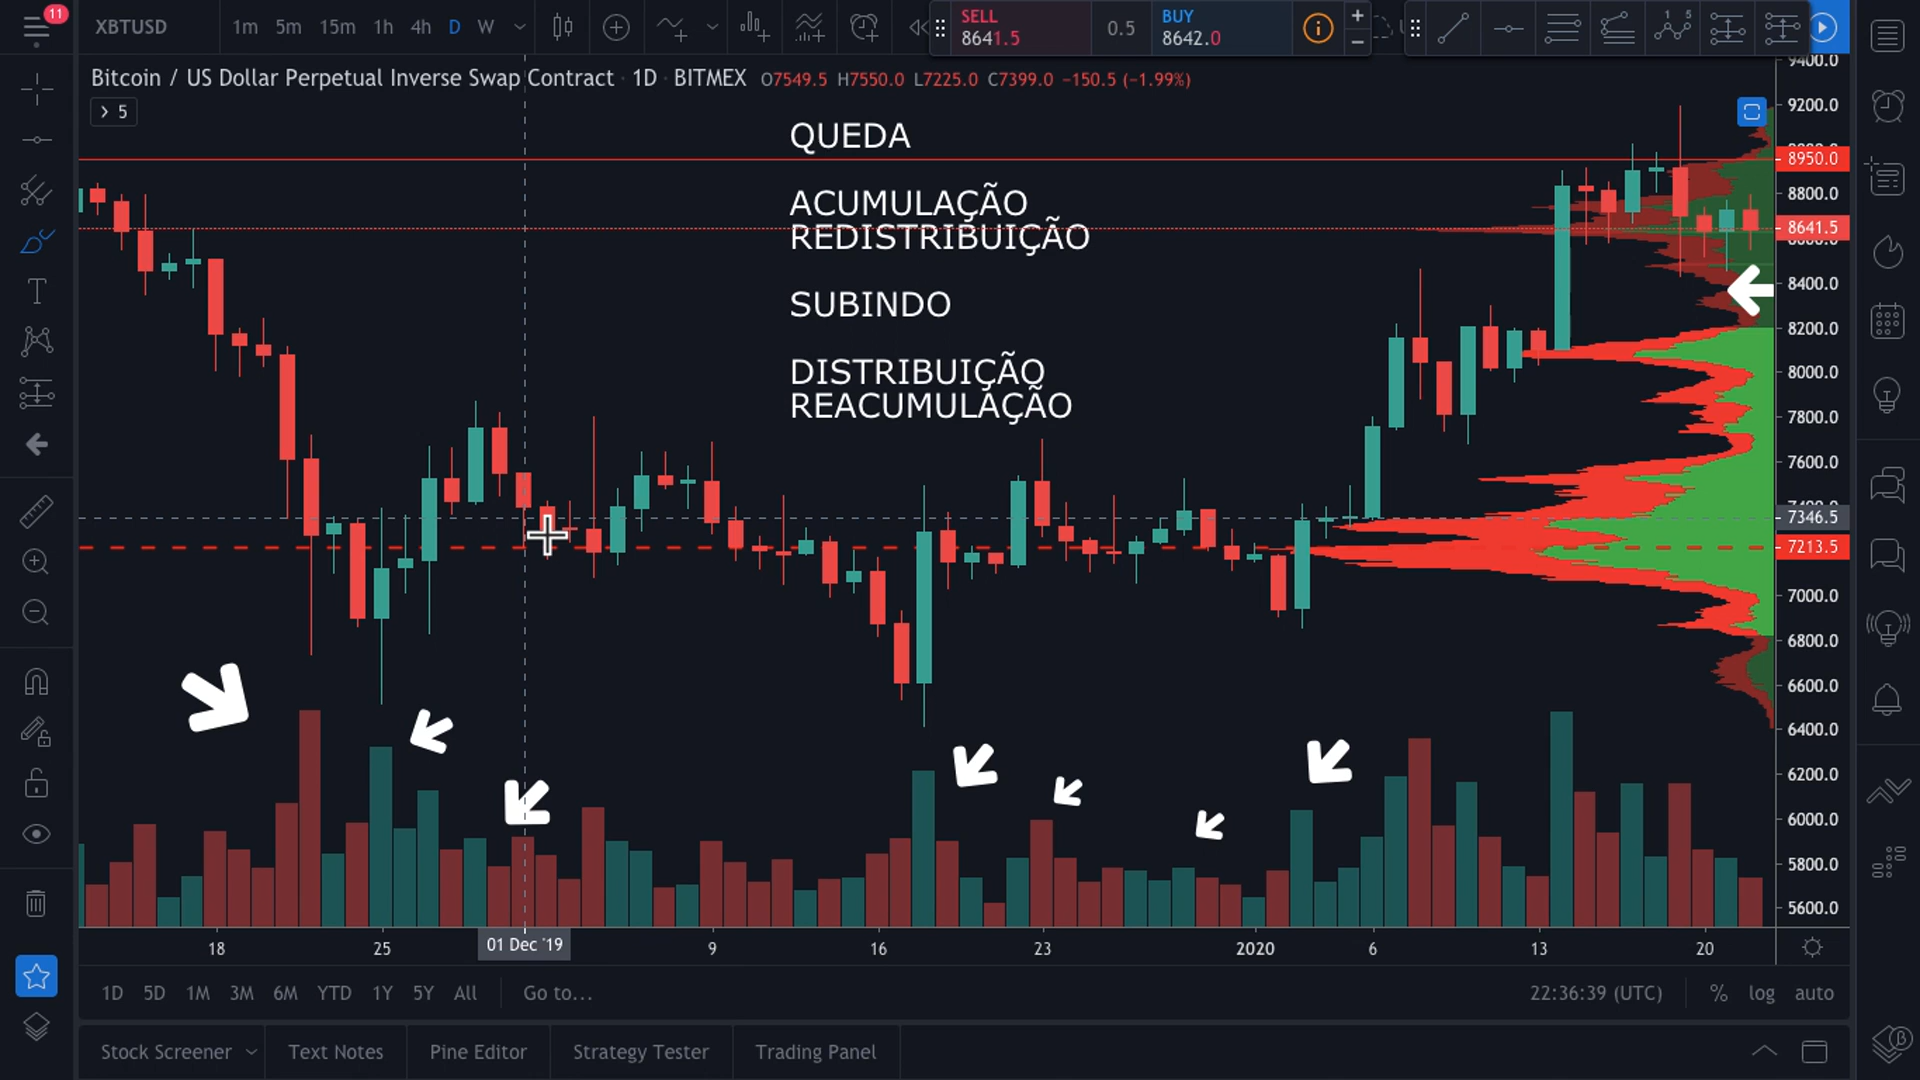 11
XBTUSD
1m 5m 15m 1h 4h D W
SELL
8641.5
0.5
BUY
8642.0
Bitcoin / US Dollar Perpetual Inverse Swap Contract · 1D · BITMEX O7549.5 H7550.0 L7225.0 C7399.0 −150.5 (−1.99%)
5
QUEDA
ACUMULAÇÃO
REDISTRIBUIÇÃO
SUBINDO
DISTRIBUIÇÃO
REACUMULAÇÃO
9400.0
9200.0
8950.0
8800.0
8641.5
8400.0
8200.0
8000.0
7800.0
7600.0
7346.5
7213.5
7000.0
6800.0
6600.0
6400.0
6200.0
6000.0
5800.0
5600.0
18 25 01 Dec '19 9 16 23 2020 6 13 20
1D 5D 1M 3M 6M YTD 1Y 5Y All Go to... 22:36:39 (UTC) % log auto
Stock Screener Text Notes Pine Editor Strategy Tester Trading Panel